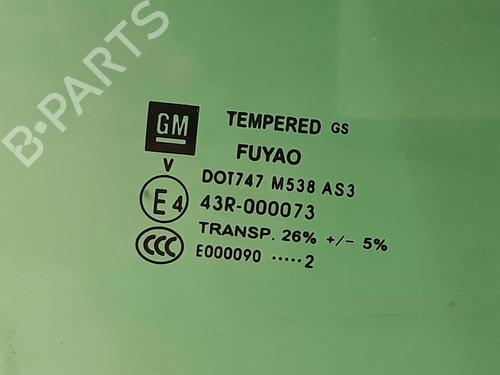 B-PARTS
GM
TEMPERED GS
FUYAO
V
DOT747 M538 AS3
E4
43R-000073
TRANSP. 26% +/- 5%
CCC
E000090 ·····2